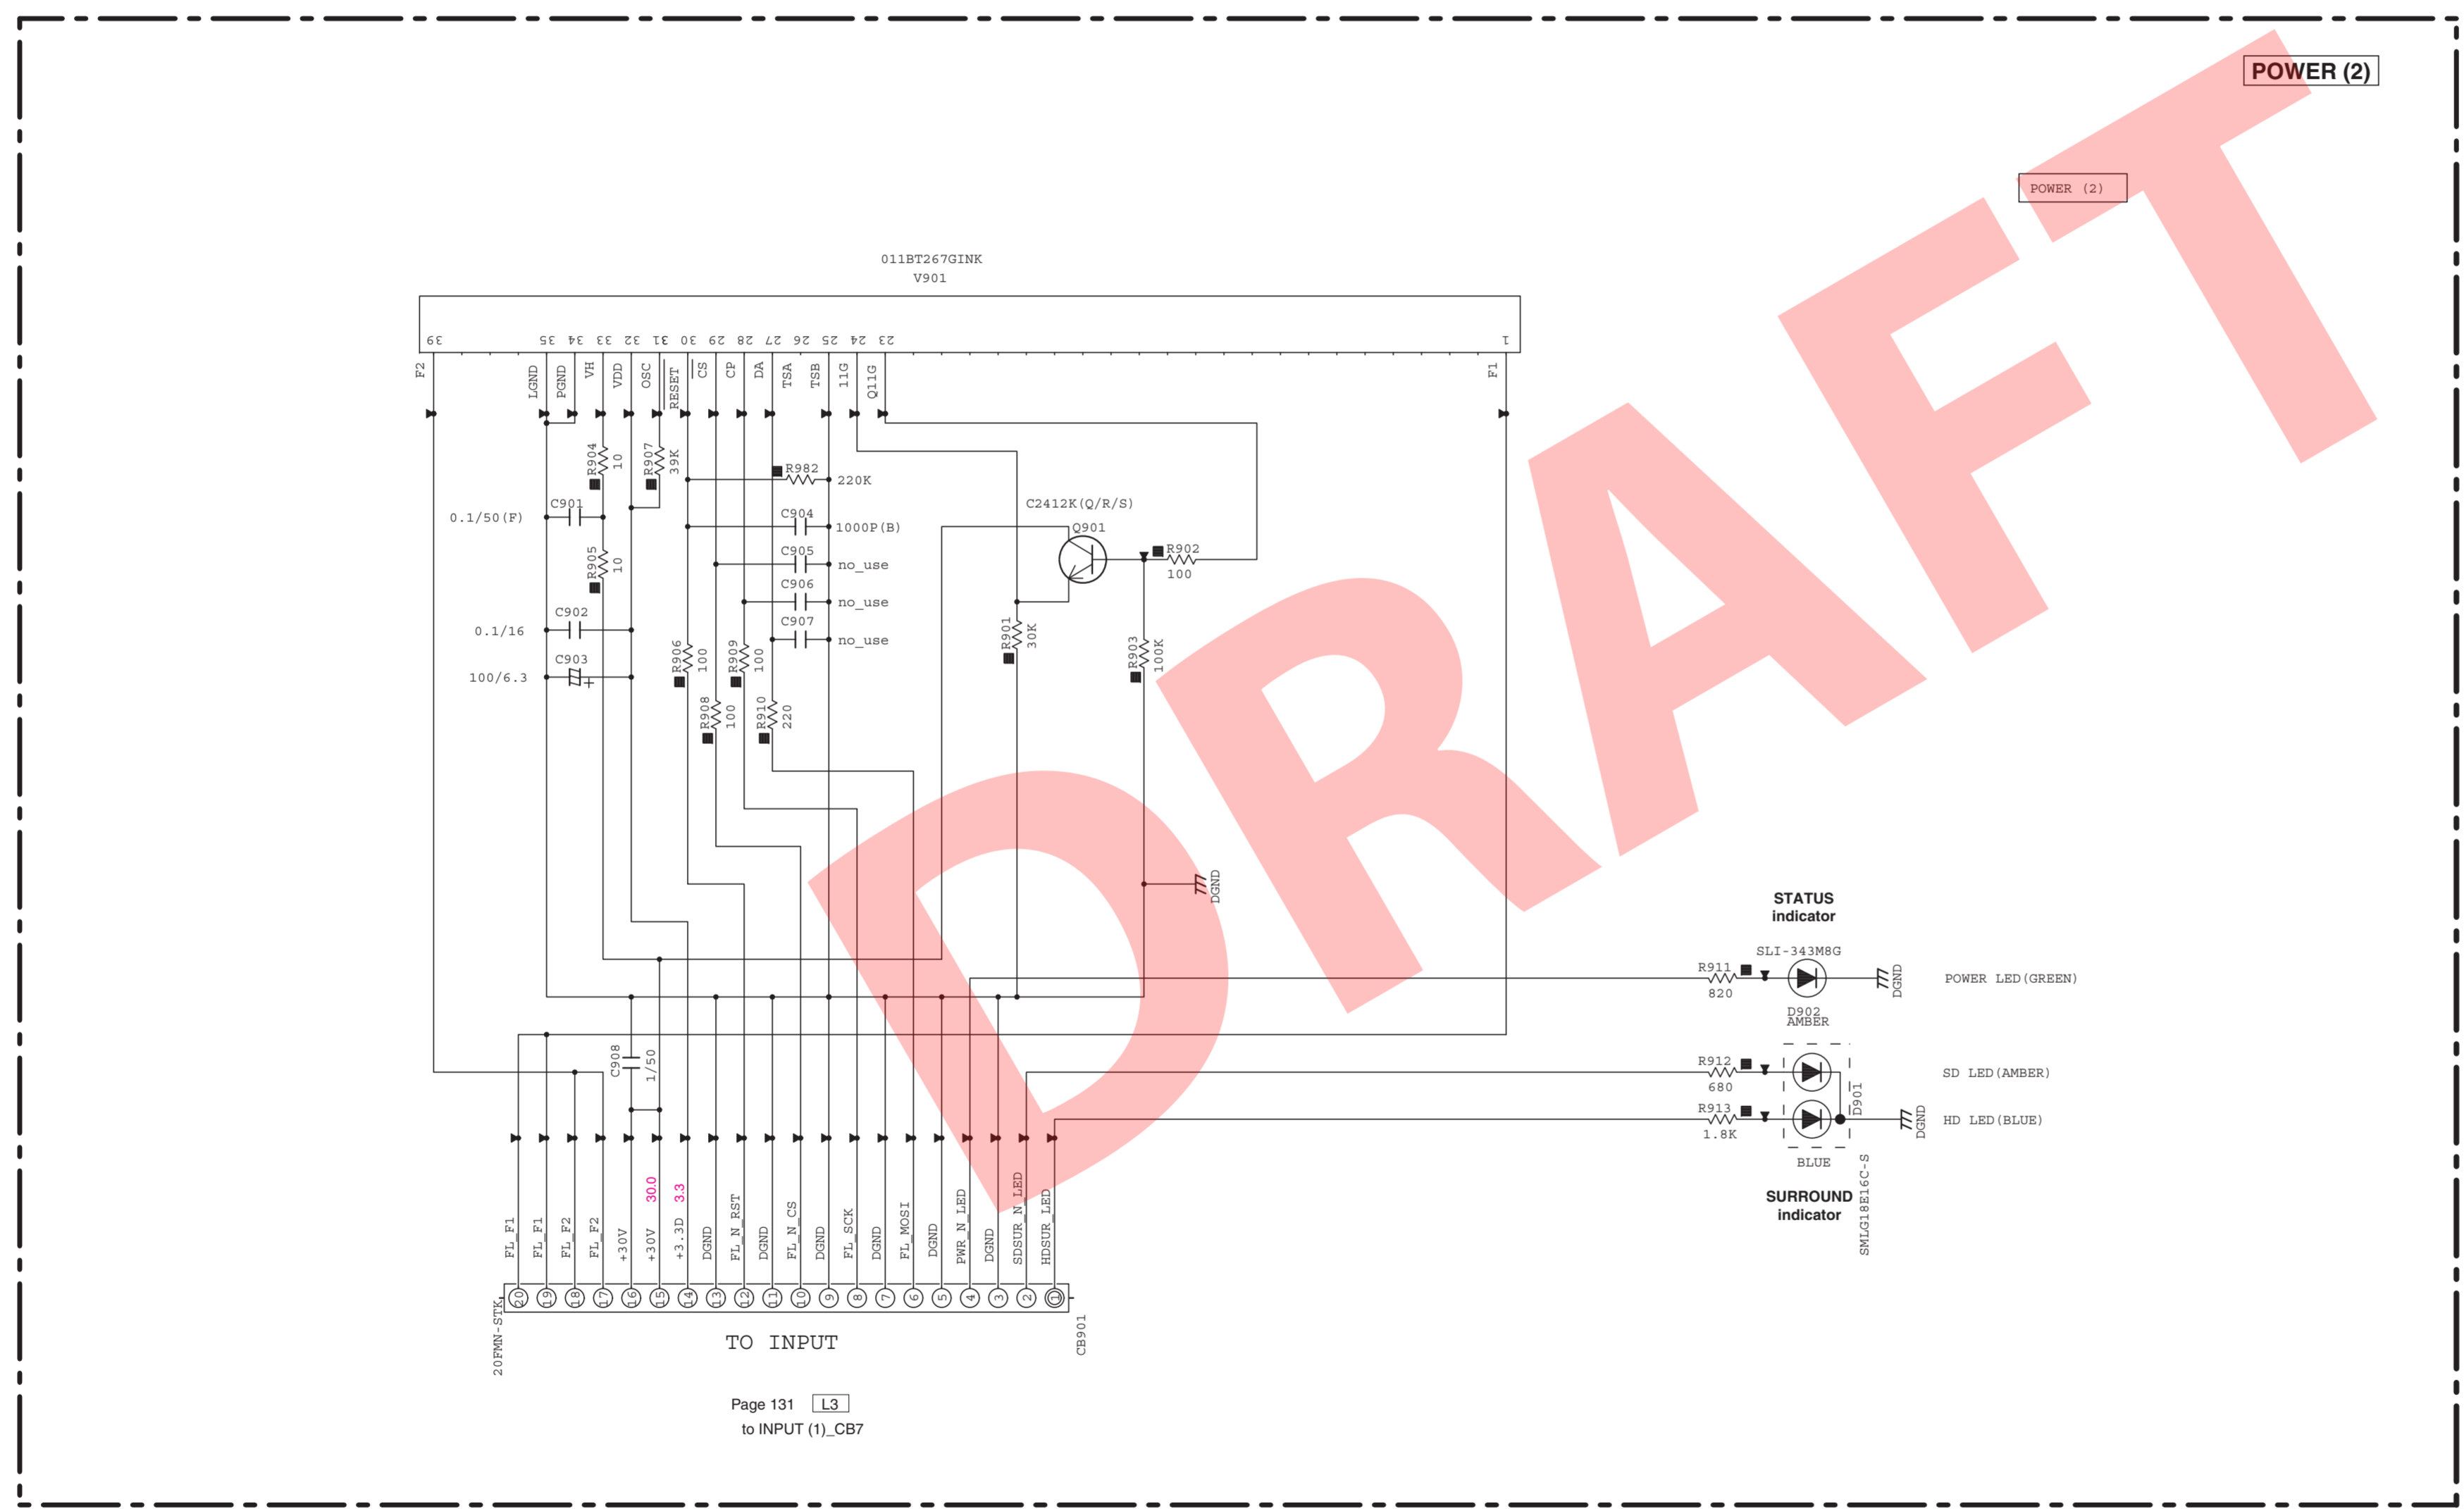 POWER (2)
POWER (2)
011BT267GINK
V901
39 35 34 33 32 31 30 29 28 27 26 25 24 23 1
F2 LGND PGND VH VDD OSC RESET CS CP DA TSA TSB 11G Q11G F1
R904 10
R907 39K
R982
220K
C901
0.1/50(F)
C904
1000P(B)
C905
no_use
C906
no_use
C907
no_use
C2412K(Q/R/S)
Q901
R902
100
R905 10
C902
0.1/16
C903
100/6.3
+
R906 100
R909 100
R901 30K
R903 100K
R908 100
R910 220
DGND
STATUS
indicator
SLI-343M8G
R911
820
DGND
POWER LED(GREEN)
D902
AMBER
C908 1/50
R912
680
SD LED(AMBER)
D901
R913
1.8K
DGND
HD LED(BLUE)
BLUE
SMLG18E16C-S
SURROUND
indicator
30.0 3.3
FL_F1 FL_F1 FL_F2 FL_F2 +30V +30V +3.3D DGND FL_N_RST DGND FL_N_CS DGND FL_SCK DGND FL_MOSI DGND PWR_N_LED DGND SDSUR_N_LED HDSUR_LED
20 19 18 17 16 15 14 13 12 11 10 9 8 7 6 5 4 3 2 1
20FMN-STK
CB901
TO INPUT
Page 131 L3
to INPUT (1)_CB7
DRAFT